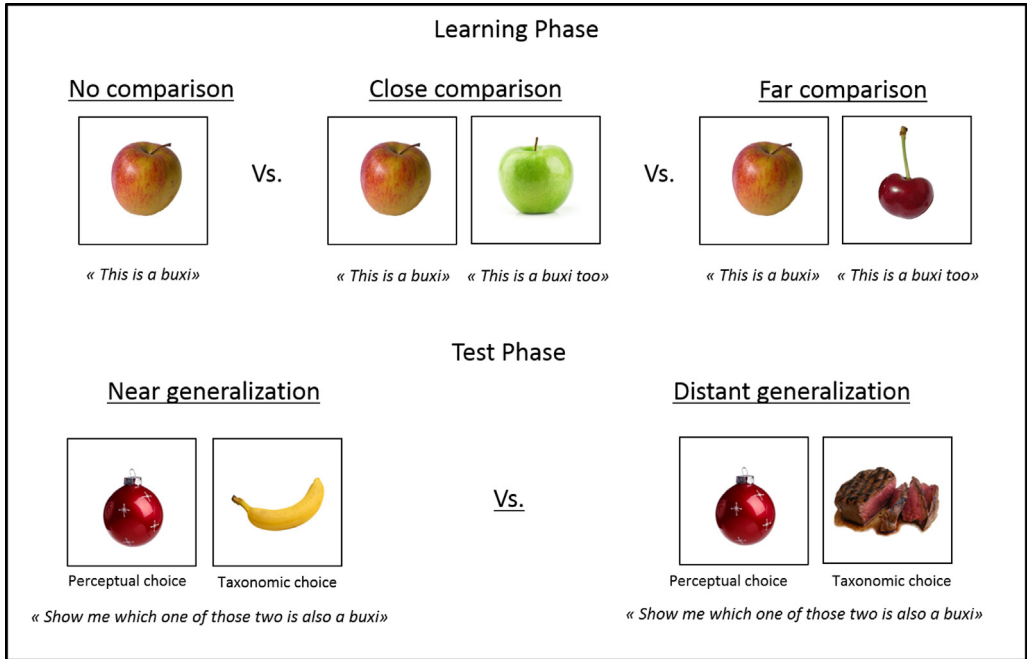 Learning Phase
No comparison
Close comparison
Far comparison
Vs.
Vs.
« This is a buxi»
« This is a buxi»
« This is a buxi too»
« This is a buxi»
« This is a buxi too»
Test Phase
Near generalization
Distant generalization
Vs.
Perceptual choice
Taxonomic choice
Perceptual choice
Taxonomic choice
« Show me which one of those two is also a buxi»
« Show me which one of those two is also a buxi»